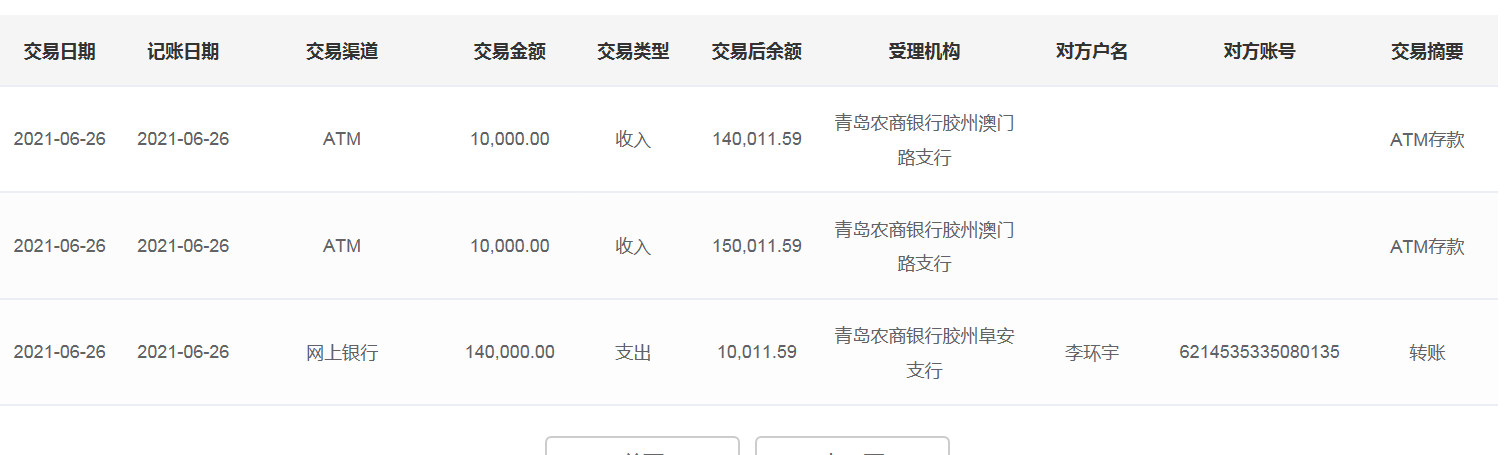 交易日期 记账日期 交易渠道 交易金额 交易类型 交易后余额 受理机构 对方户名 对方账号 交易摘要
2021-06-26 2021-06-26 ATM 10,000.00 收入 140,011.59 青岛农商银行胶州澳门 ATM存款
路支行
2021-06-26 2021-06-26 ATM 10,000.00 收入 150,011.59 青岛农商银行胶州澳门 ATM存款
路支行
2021-06-26 2021-06-26 网上银行 140,000.00 支出 10,011.59 青岛农商银行胶州阜安 李环宇 6214535335080135 转账
支行